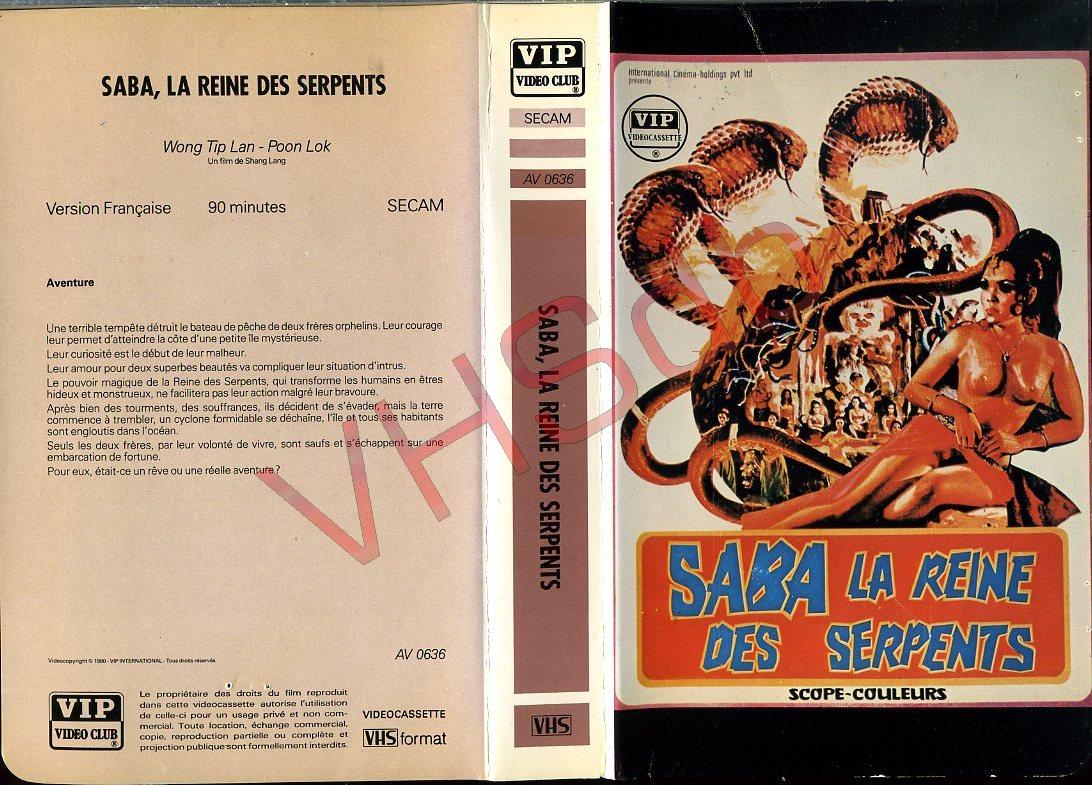 SABA, LA REINE DES SERPENTS
Wong Tip Lan - Poon Lok
Un film de Shang Lang
Version Française 90 minutes SECAM
Aventure
Une terrible tempête détruit le bateau de pêche de deux frères orphelins. Leur courage
leur permet d'atteindre la côte d'une petite île mystérieuse.
Leur curiosité est le début de leur malheur.
Leur amour pour deux superbes beautés va compliquer leur situation d'intrus.
Le pouvoir magique de la Reine des Serpents, qui transforme les humains en êtres
hideux et monstrueux, ne facilitera pas leur action malgré leur bravoure.
Après bien des tourments, des souffrances, ils décident de s'évader, mais la terre
commence à trembler, un cyclone formidable se déchaîne, l'île et tous ses habitants
sont engloutis dans l'océan.
Seuls les deux frères, par leur volonté de vivre, sont saufs et s'échappent sur une
embarcation de fortune.
Pour eux, était-ce un rêve ou une réelle aventure?
Videocopyright © 1980 - VIP INTERNATIONAL - Tous droits réservés
AV 0636
VIP
VIDEO CLUB ®
Le propriétaire des droits du film reproduit
dans cette videocassette autorise l'utilisation
de celle-ci pour un usage privé et non com-
mercial. Toute location, échange commercial,
copie, reproduction partielle ou complète et
projection publique sont formellement interdits.
VIDEOCASSETTE
VHS format
VIP
VIDEO CLUB
®
SECAM
AV 0636
SABA, LA REINE DES SERPENTS
VHS
International Cinéma-holdings pvt ltd
présente
VIP
VIDEOCASSETTE
®
SABA LA REINE
DES SERPENTS
SCOPE-COULEURS